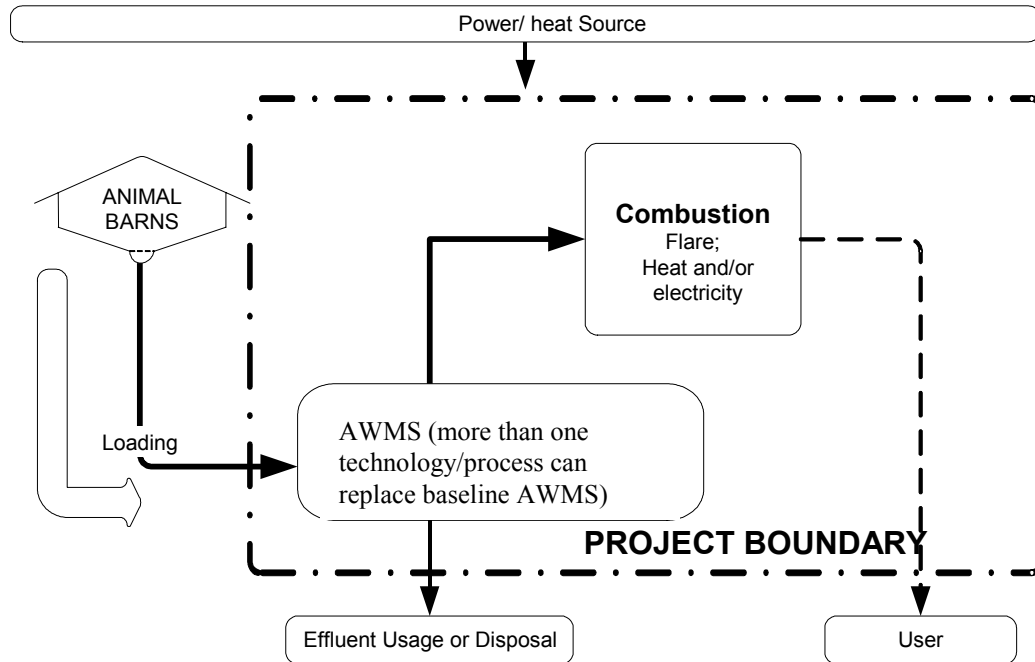 Power/ heat Source
ANIMAL
BARNS
Combustion
Flare;
Heat and/or
electricity
Loading
AWMS (more than one
technology/process can
replace baseline AWMS)
PROJECT BOUNDARY
Effluent Usage or Disposal
User